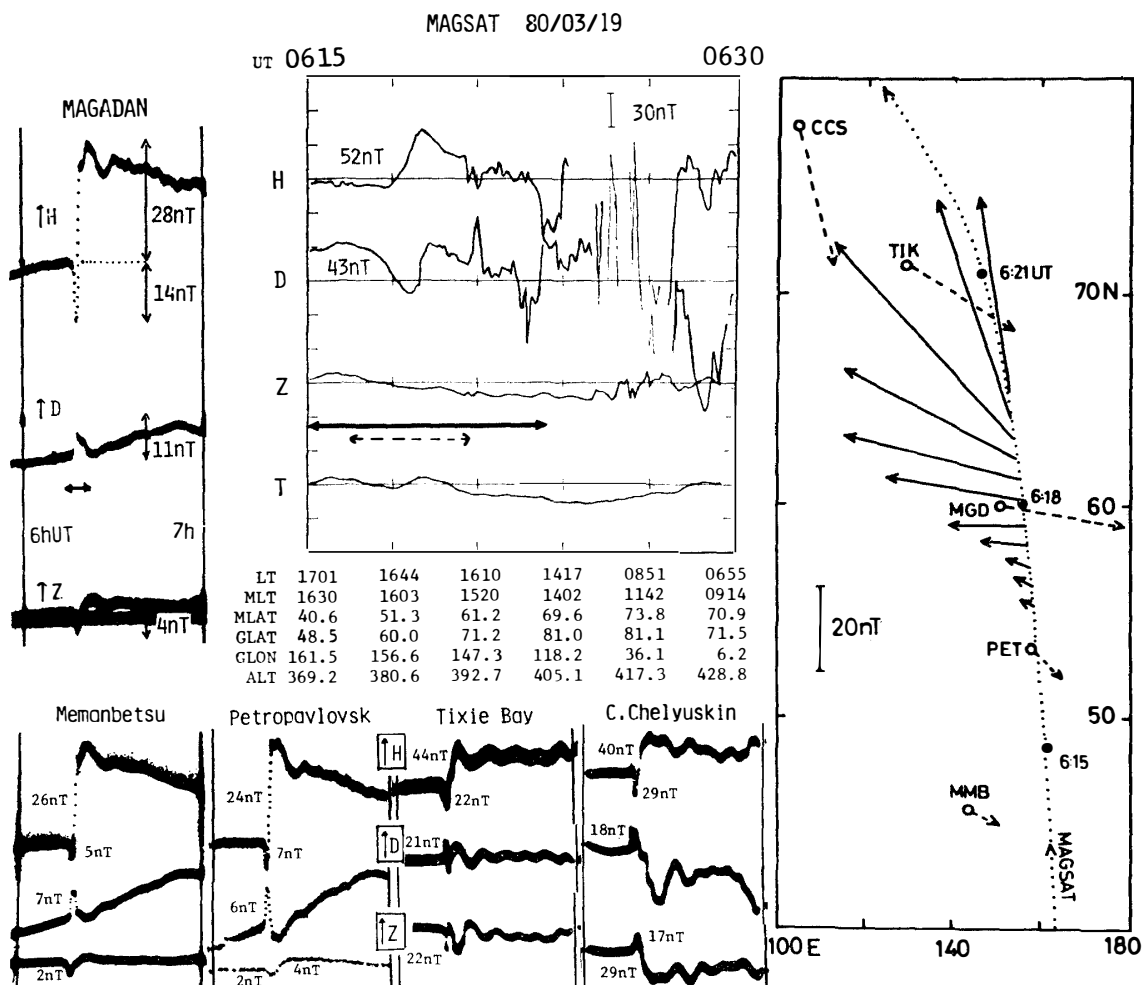 MAGSAT 80/03/19
UT 0615 0630
MAGADAN
↑H
28nT
14nT
↑D
11nT
6hUT 7h
↑Z
4nT
30nT
52nT
H
43nT
D
Z
T
LT 1701 1644 1610 1417 0851 0655
MLT 1630 1603 1520 1402 1142 0914
MLAT 40.6 51.3 61.2 69.6 73.8 70.9
GLAT 48.5 60.0 71.2 81.0 81.1 71.5
GLON 161.5 156.6 147.3 118.2 36.1 6.2
ALT 369.2 380.6 392.7 405.1 417.3 428.8
CCS
TIK
6:21UT
70N
6:18
MGD
60
20nT
PET
50
6:15
MMB
MAGSAT
100E 140 180
Memanbetsu Petropavlovsk Tixie Bay C.Chelyuskin
26nT
5nT
7nT
2nT
24nT
7nT
6nT
2nT
4nT
↑H
44nT
22nT
↑D
21nT
↑Z
22nT
40nT
29nT
18nT
17nT
29nT